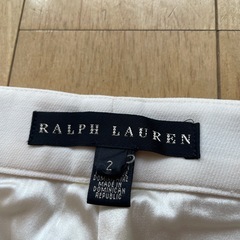 RALPH LAUREN
2
MADE IN
DOMINICAN
REPUBLIC